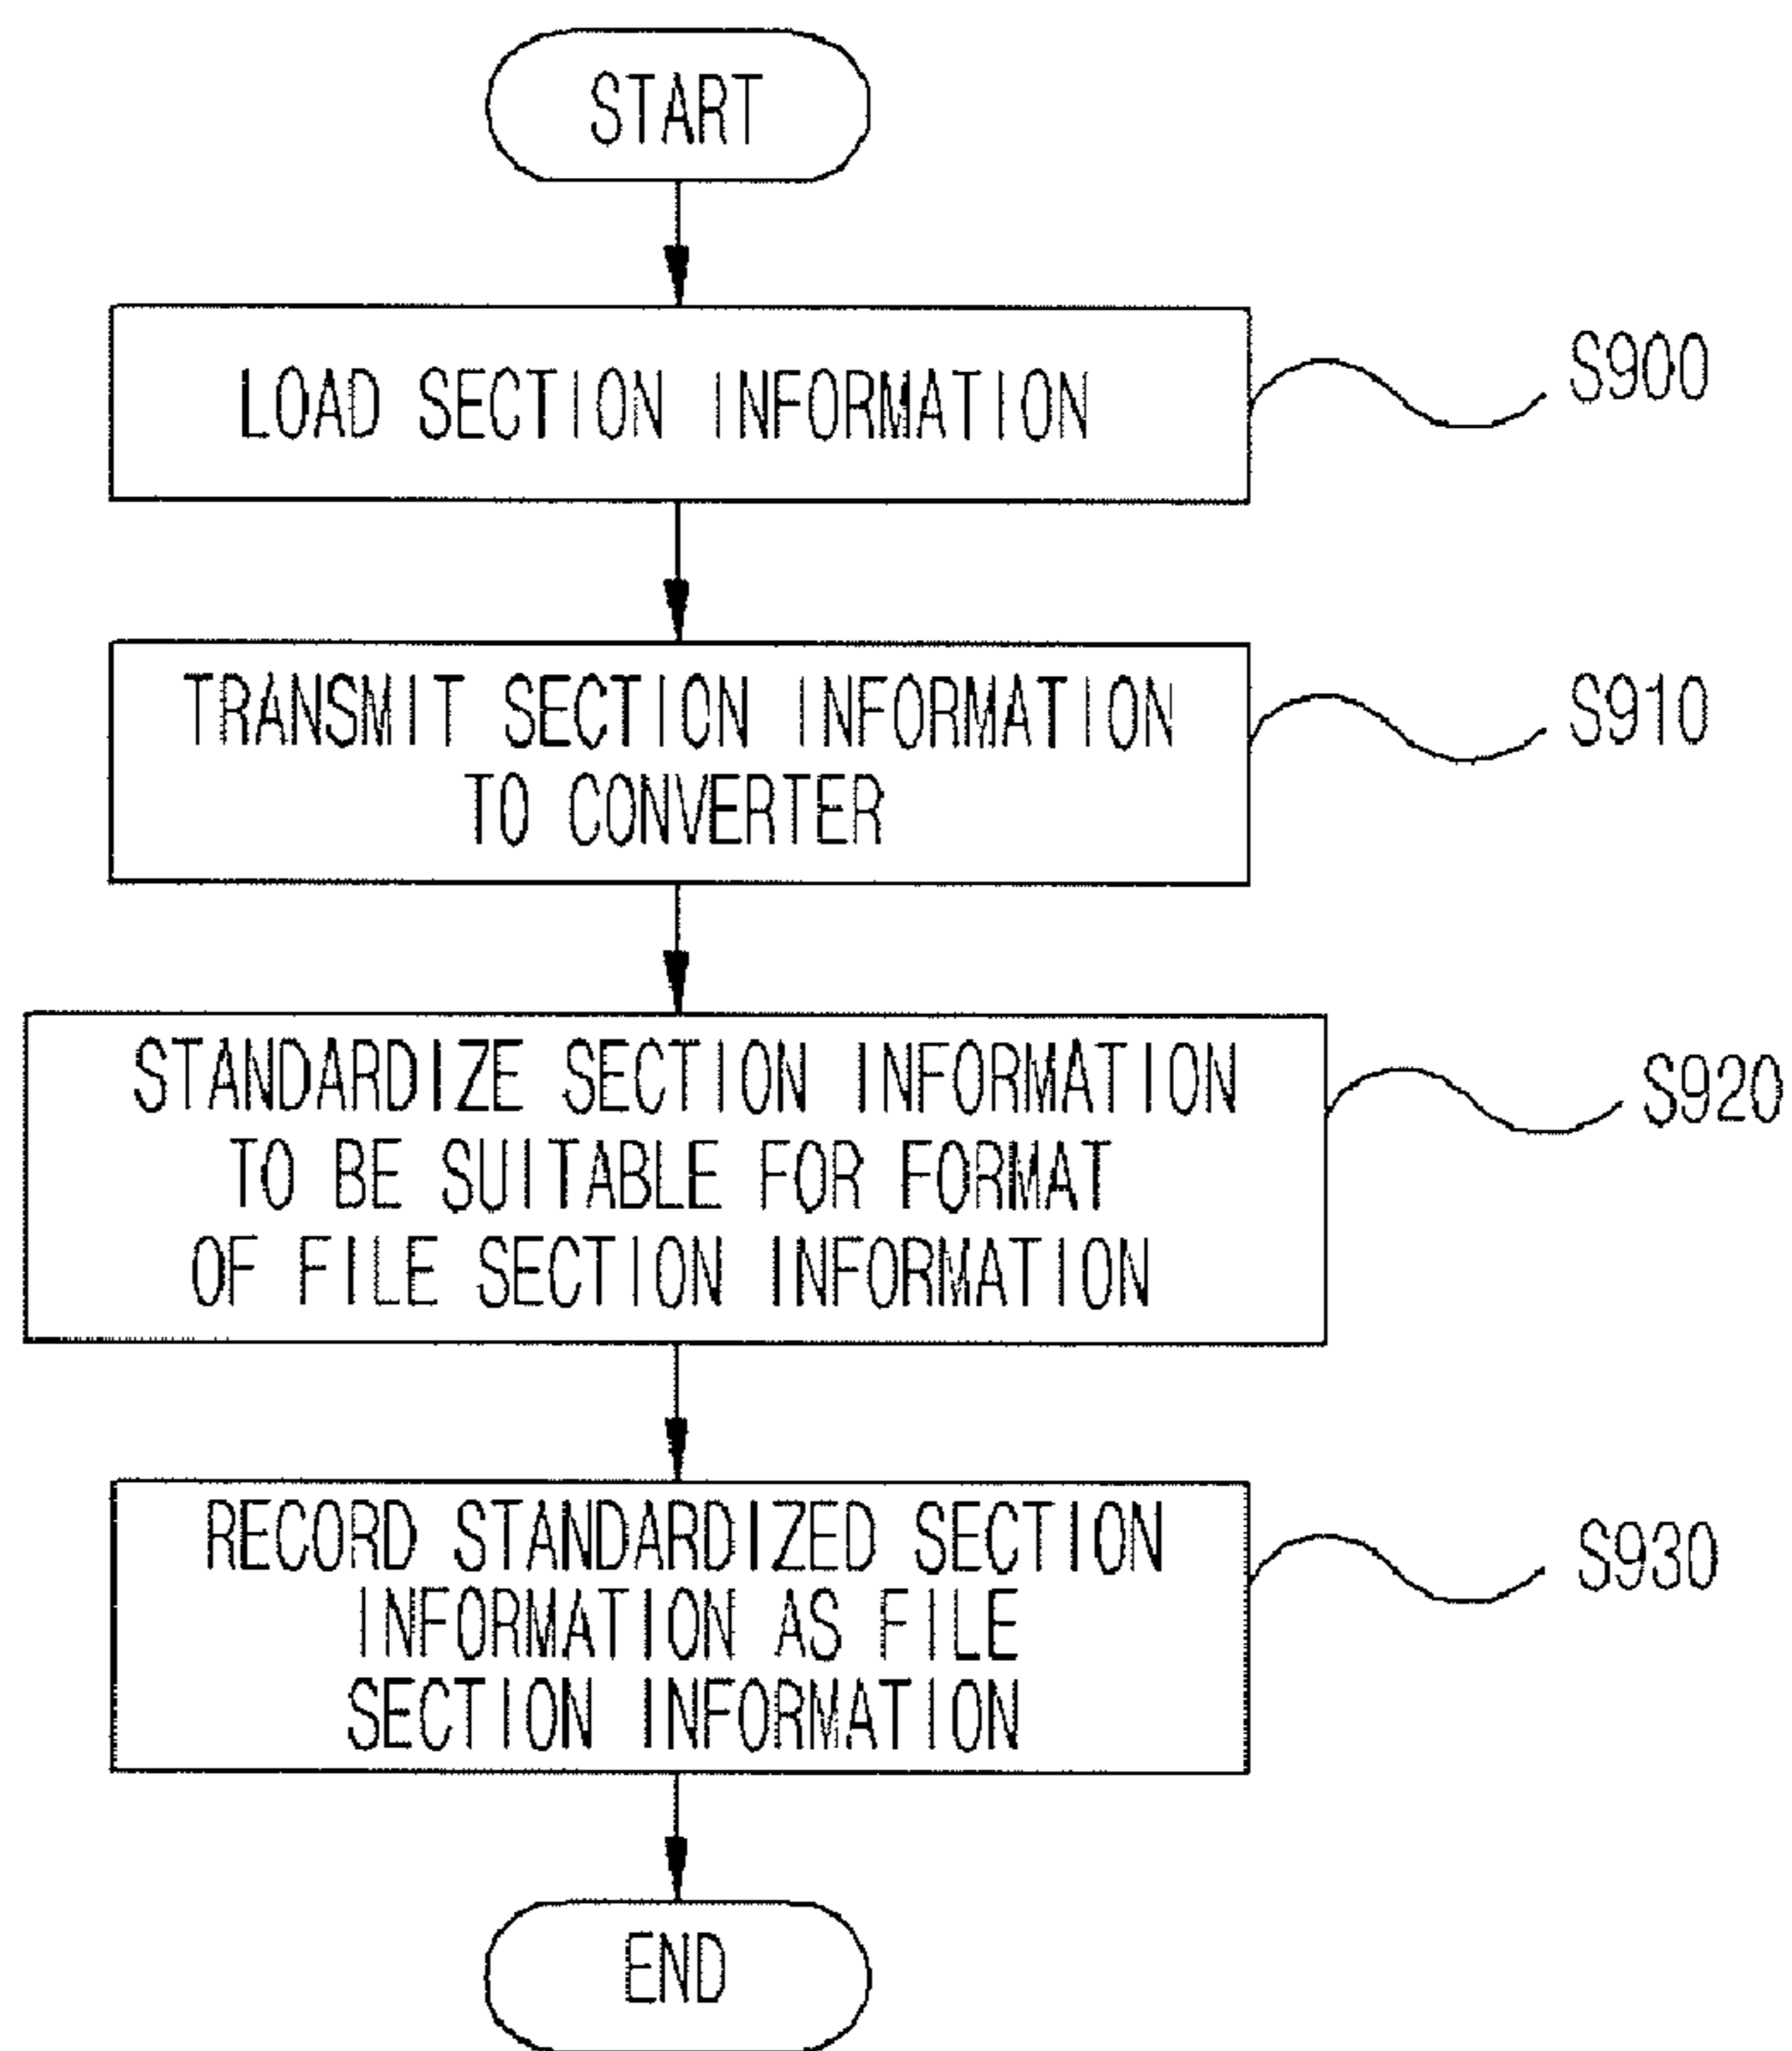 START
LOAD SECTION INFORMATION
S900
TRANSMIT SECTION INFORMATION
TO CONVERTER
S910
STANDARDIZE SECTION INFORMATION
TO BE SUITABLE FOR FORMAT
OF FILE SECTION INFORMATION
S920
RECORD STANDARDIZED SECTION
INFORMATION AS FILE
SECTION INFORMATION
S930
END